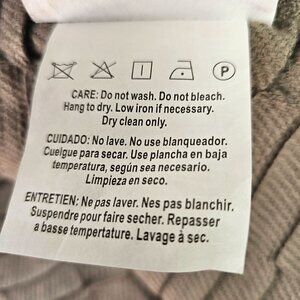 P
CARE: Do not wash. Do not bleach.
Hang to dry. Low iron if necessary.
Dry clean only.
CUIDADO: No lave. No use blanqueador.
Cuelgue para secar. Use plancha en baja
temperatura, según sea necesario.
Limpieza en seco.
ENTRETIEN: Ne pas laver. Nes pas blanchir.
Suspendre pour faire secher. Repasser
a basse tempertature. Lavage à sec.